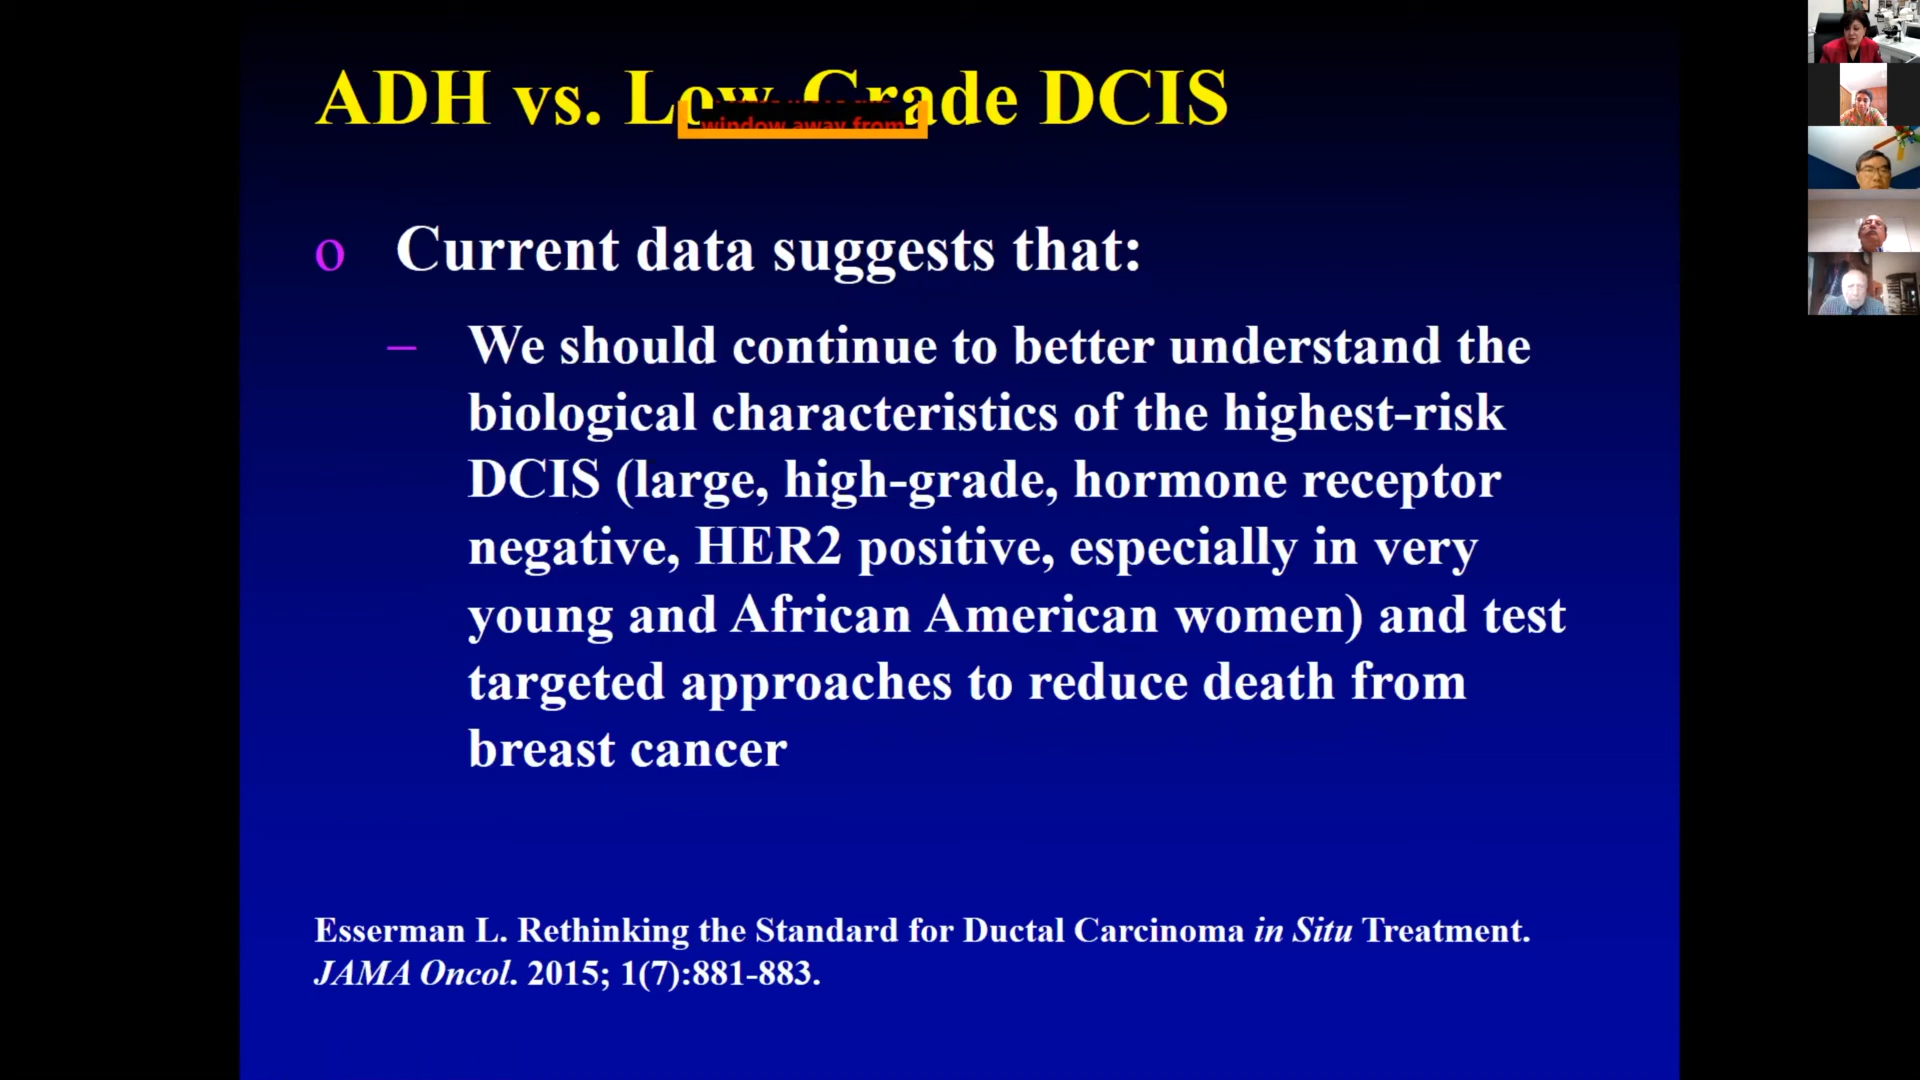 ADH vs. Low Grade DCIS
window away from
o Current data suggests that:
– We should continue to better understand the
biological characteristics of the highest-risk
DCIS (large, high-grade, hormone receptor
negative, HER2 positive, especially in very
young and African American women) and test
targeted approaches to reduce death from
breast cancer
Esserman L. Rethinking the Standard for Ductal Carcinoma in Situ Treatment.
JAMA Oncol. 2015; 1(7):881-883.